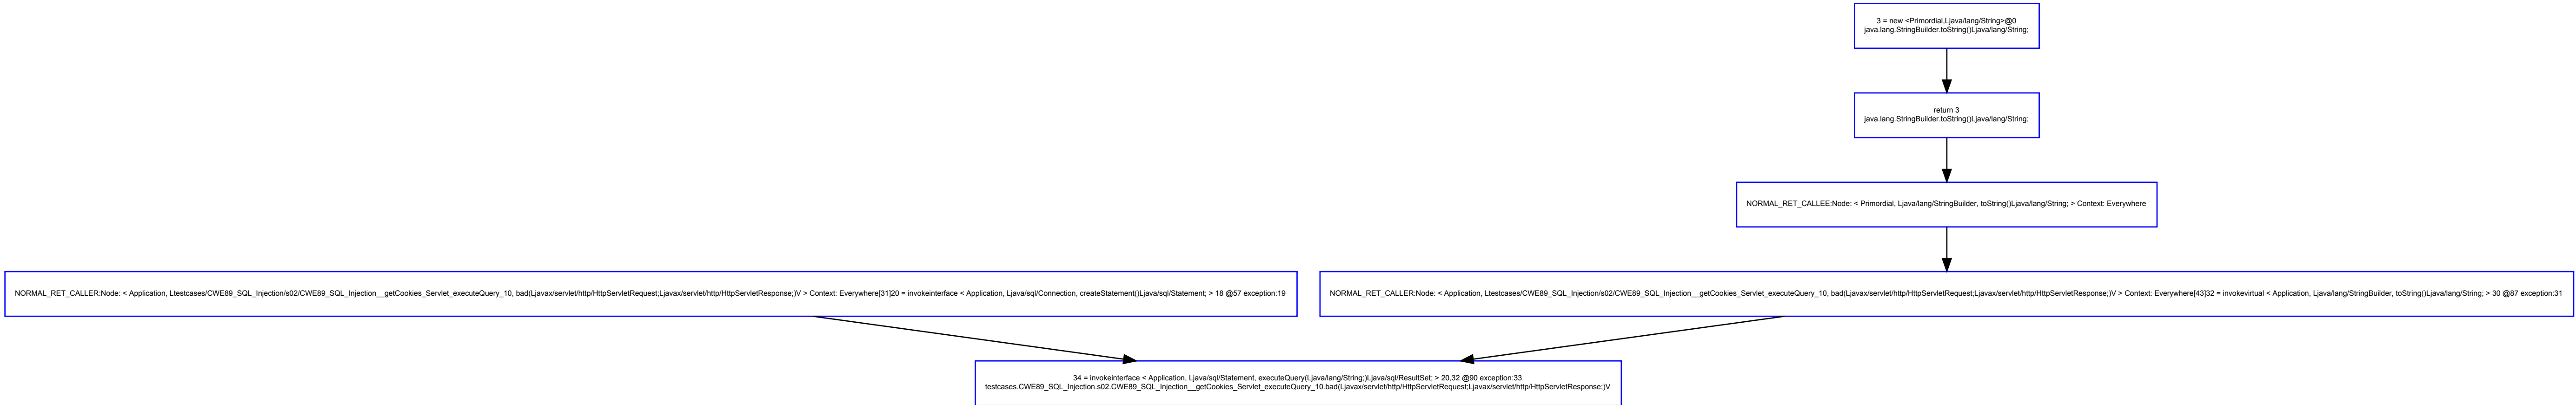 3 = new <Primordial,Ljava/lang/String>@0
java.lang.StringBuilder.toString()Ljava/lang/String;
return 3
java.lang.StringBuilder.toString()Ljava/lang/String;
NORMAL_RET_CALLEE:Node: < Primordial, Ljava/lang/StringBuilder, toString()Ljava/lang/String; > Context: Everywhere
NORMAL_RET_CALLER:Node: < Application, Ltestcases/CWE89_SQL_Injection/s02/CWE89_SQL_Injection__getCookies_Servlet_executeQuery_10, bad(Ljavax/servlet/http/HttpServletRequest;Ljavax/servlet/http/HttpServletResponse;)V > Context: Everywhere[31]20 = invokeinterface < Application, Ljava/sql/Connection, createStatement()Ljava/sql/Statement; > 18 @57 exception:19
NORMAL_RET_CALLER:Node: < Application, Ltestcases/CWE89_SQL_Injection/s02/CWE89_SQL_Injection__getCookies_Servlet_executeQuery_10, bad(Ljavax/servlet/http/HttpServletRequest;Ljavax/servlet/http/HttpServletResponse;)V > Context: Everywhere[43]32 = invokevirtual < Application, Ljava/lang/StringBuilder, toString()Ljava/lang/String; > 30 @87 exception:31
34 = invokeinterface < Application, Ljava/sql/Statement, executeQuery(Ljava/lang/String;)Ljava/sql/ResultSet; > 20,32 @90 exception:33
testcases.CWE89_SQL_Injection.s02.CWE89_SQL_Injection__getCookies_Servlet_executeQuery_10.bad(Ljavax/servlet/http/HttpServletRequest;Ljavax/servlet/http/HttpServletResponse;)V